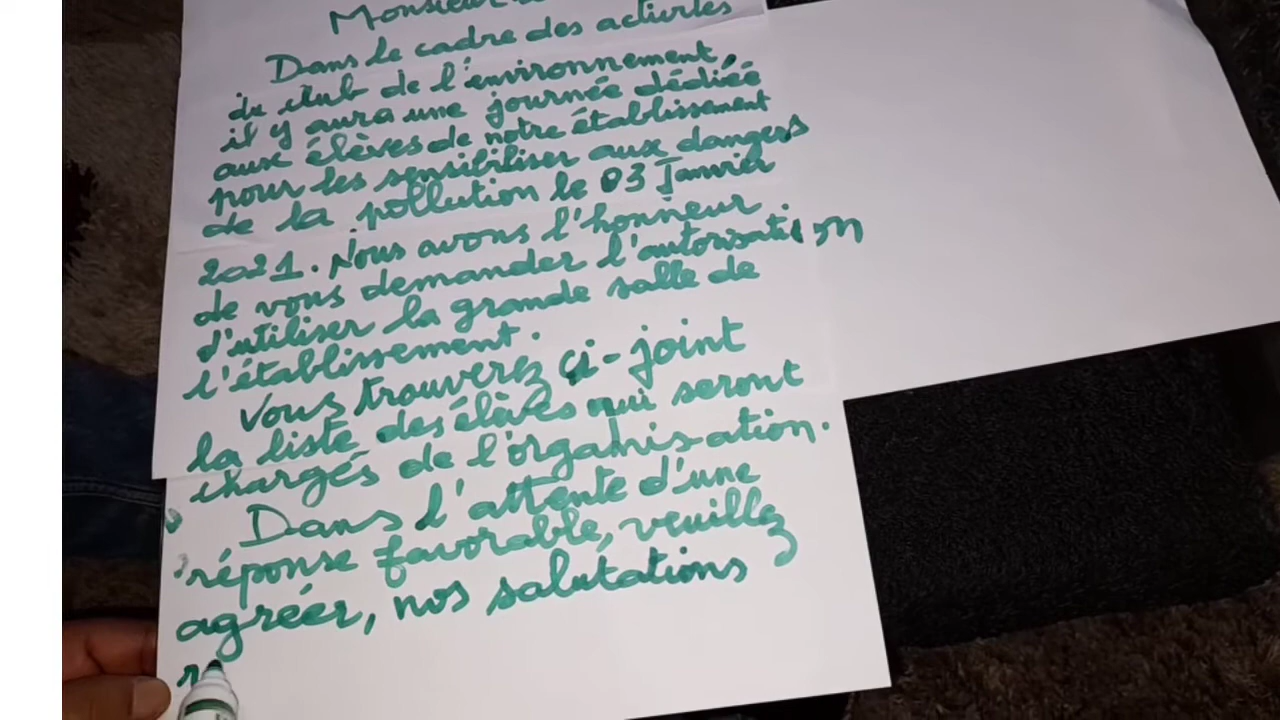 Monsieur
Dans le cadre des activités
du club de l'environnement,
il y aura une journée dédiée
aux élèves de notre établissement
pour les sensibiliser aux dangers
de la pollution le 03 Janvier
2021. Nous avons l'honneur
de vous demander l'autorisation
d'utiliser la grande salle de
l'établissement.
Vous trouverez ci-joint
la liste des élèves qui seront
chargés de l'organisation.
Dans l'attente d'une
réponse favorable, veuillez
agréer, nos salutations
r